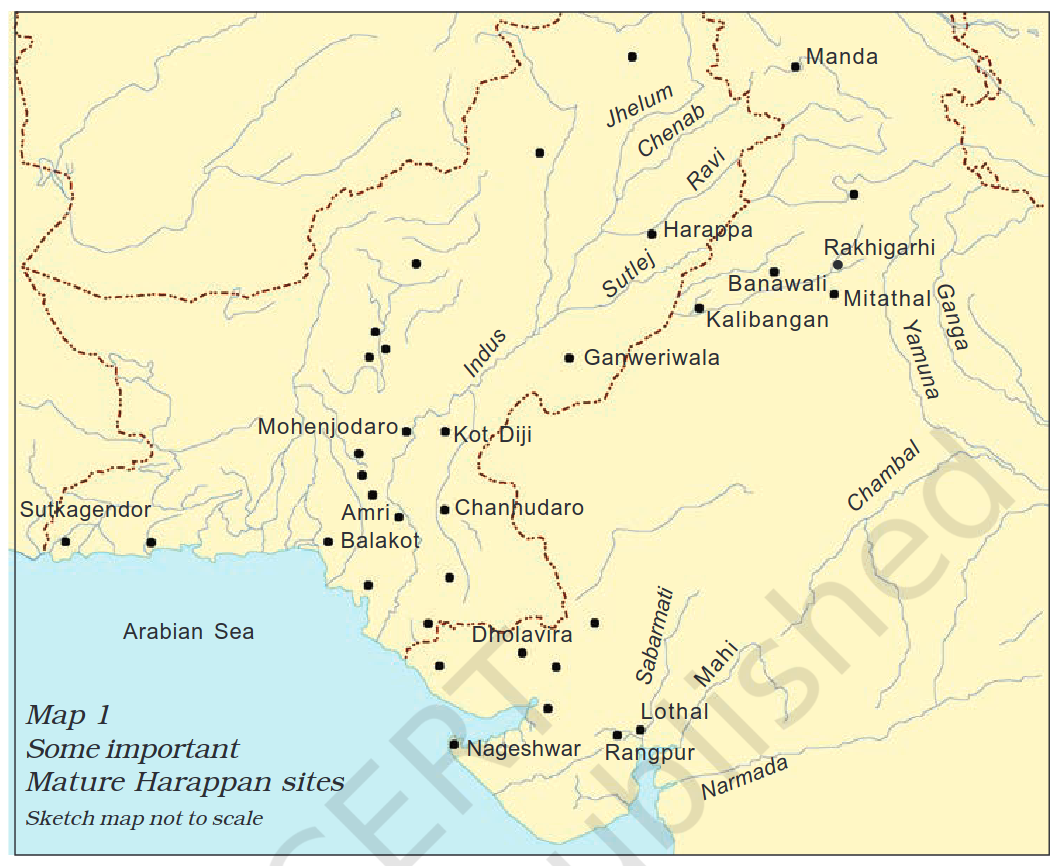 Manda
Jhelum
Chenab
Ravi
Harappa
Sutlej
Rakhigarhi
Banawali
Mitathal
Kalibangan
Ganga
Yamuna
Indus
Ganweriwala
Mohenjodaro
Kot Diji
Chambal
Sutkagendor
Amri
Chanhudaro
Balakot
Arabian Sea
Dholavira
Sabarmati
Mahi
Lothal
Nageshwar
Rangpur
Narmada
Map 1
Some important
Mature Harappan sites
Sketch map not to scale